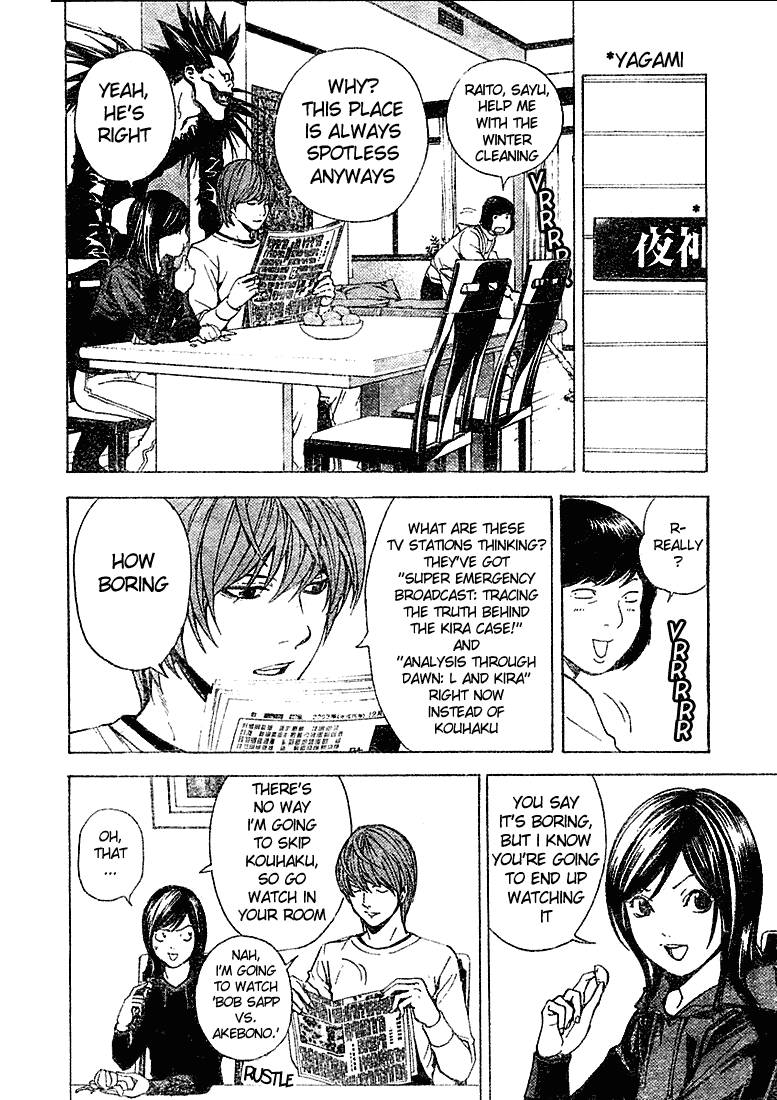 *YAGAMI
*
夜神
RAITO, SAYU,
HELP ME
WITH THE
WINTER
CLEANING
VRRRR
WHY?
THIS PLACE
IS ALWAYS
SPOTLESS
ANYWAYS
YEAH,
HE'S
RIGHT
R-
REALLY
?
VRRRRR
WHAT ARE THESE
TV STATIONS THINKING?
THEY'VE GOT
"SUPER EMERGENCY
BROADCAST: TRACING
THE TRUTH BEHIND
THE KIRA CASE!"
AND
"ANALYSIS THROUGH
DAWN: L AND KIRA"
RIGHT NOW
INSTEAD OF
KOUHAKU
HOW
BORING
YOU SAY
IT'S BORING,
BUT I KNOW
YOU'RE GOING
TO END UP
WATCHING
IT
THERE'S
NO WAY
I'M GOING
TO SKIP
KOUHAKU,
SO GO
WATCH IN
YOUR ROOM
NAH,
I'M GOING
TO WATCH
'BOB SAPP
VS.
AKEBONO.'
RUSTLE
OH,
THAT
...